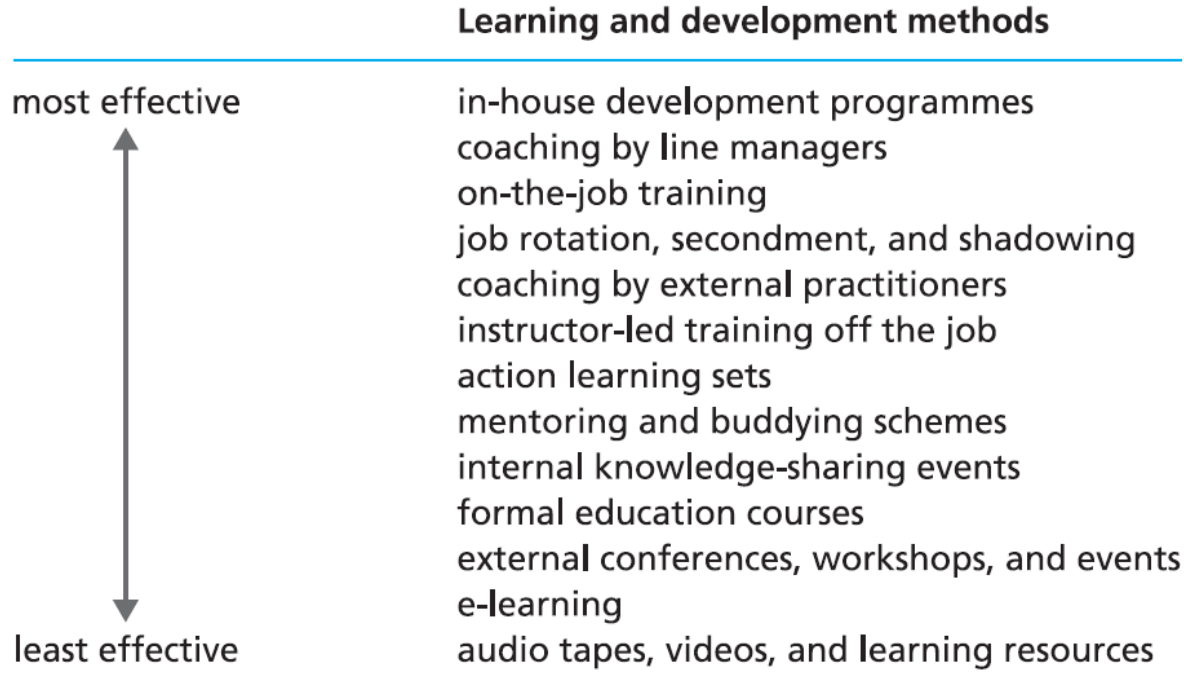 Learning and development methods
most effective in-house development programmes
coaching by line managers
on-the-job training
job rotation, secondment, and shadowing
coaching by external practitioners
instructor-led training off the job
action learning sets
mentoring and buddying schemes
internal knowledge-sharing events
formal education courses
external conferences, workshops, and events
e-learning
least effective audio tapes, videos, and learning resources